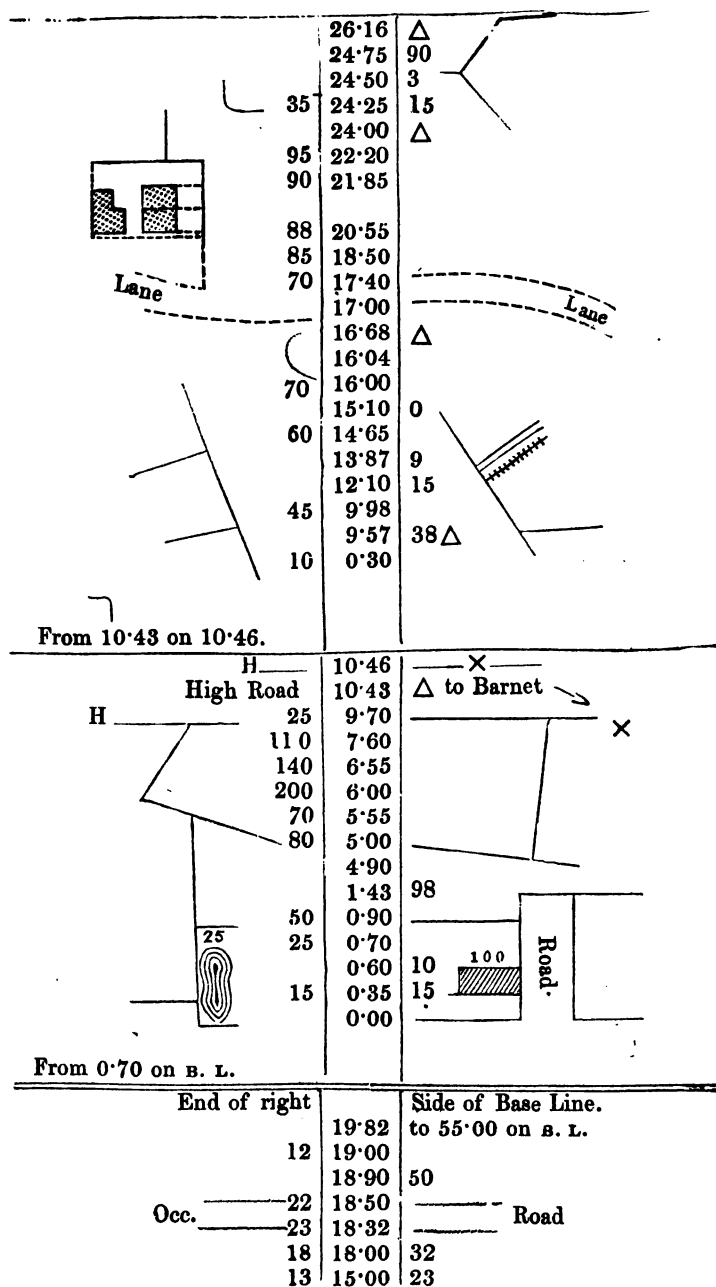 26·16 △
24·75 90
24·50 3
35 24·25 15
24·00 △
95 22·20
90 21·85
88 20·55
85 18·50
Lane 70 17·40
17·00 Lane
16·68 △
16·04
70 16·00
15·10 0
60 14·65
13·87 9
12·10 15
45 9·98
9·57 38 △
10 0·30
From 10·43 on 10·46.
H 10·46 ×
High Road 10·43 △ to Barnet
H 25 9·70 ×
110 7·60
140 6·55
200 6·00
70 5·55
80 5·00
4·90
1·43 98
50 0·90
25 25 0·70 Road.
0·60 10 100
15 0·35 15
0·00
From 0·70 on B. L.
End of right Side of Base Line.
19·82 to 55·00 on B. L.
12 19·00
18·90 50
Occ. 22 18·50 Road
23 18·32
18 18·00 32
13 15·00 23